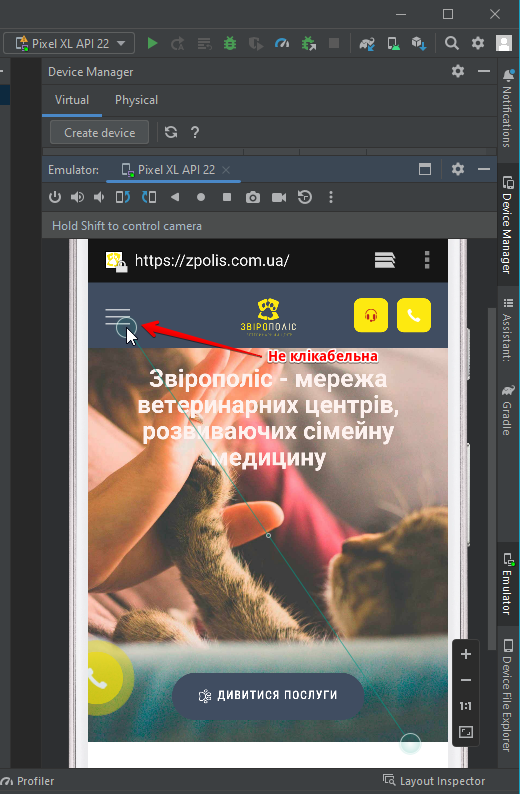 Pixel XL API 22
Device Manager
Virtual
Physical
Create device
?
Emulator:
Pixel XL API 22
Hold Shift to control camera
https://zpolis.com.ua/
ЗВІРОПОЛІС
Не клікабельна
Звірополіс - мережа
ветеринарних центрів,
розвиваючих сімейну
медицину
ДИВИТИСЯ ПОСЛУГИ
1:1
Notifications
Device Manager
Assistant:
Gradle
Emulator
Device File Explorer
Profiler
Layout Inspector